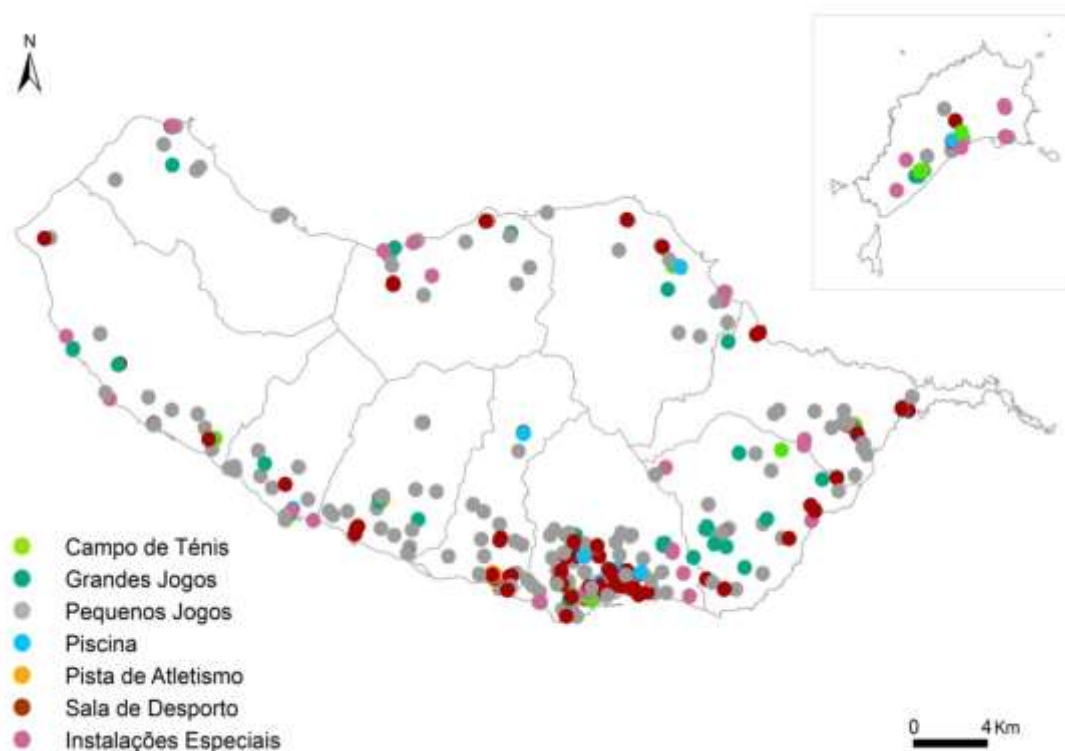 N
Campo de Ténis
Grandes Jogos
Pequenos Jogos
Piscina
Pista de Atletismo
Sala de Desporto
Instalações Especiais
0 4 Km